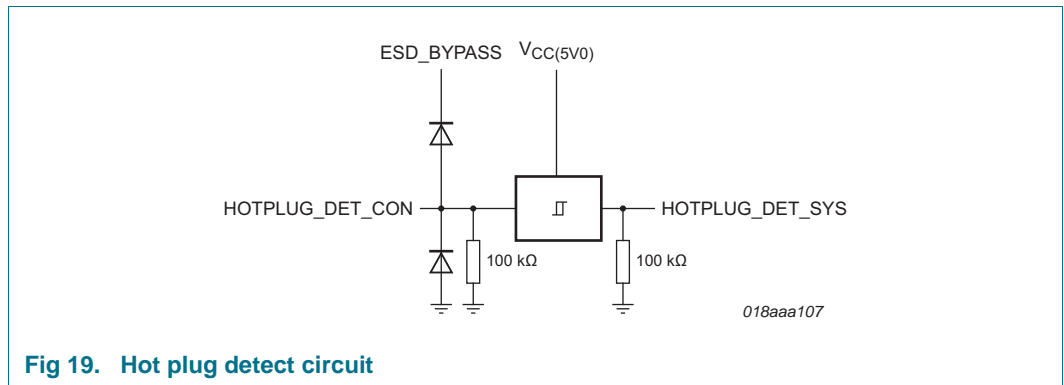 ESD_BYPASS VCC(5V0)
HOTPLUG_DET_CON
HOTPLUG_DET_SYS
100 kΩ
100 kΩ
018aaa107
Fig 19. Hot plug detect circuit